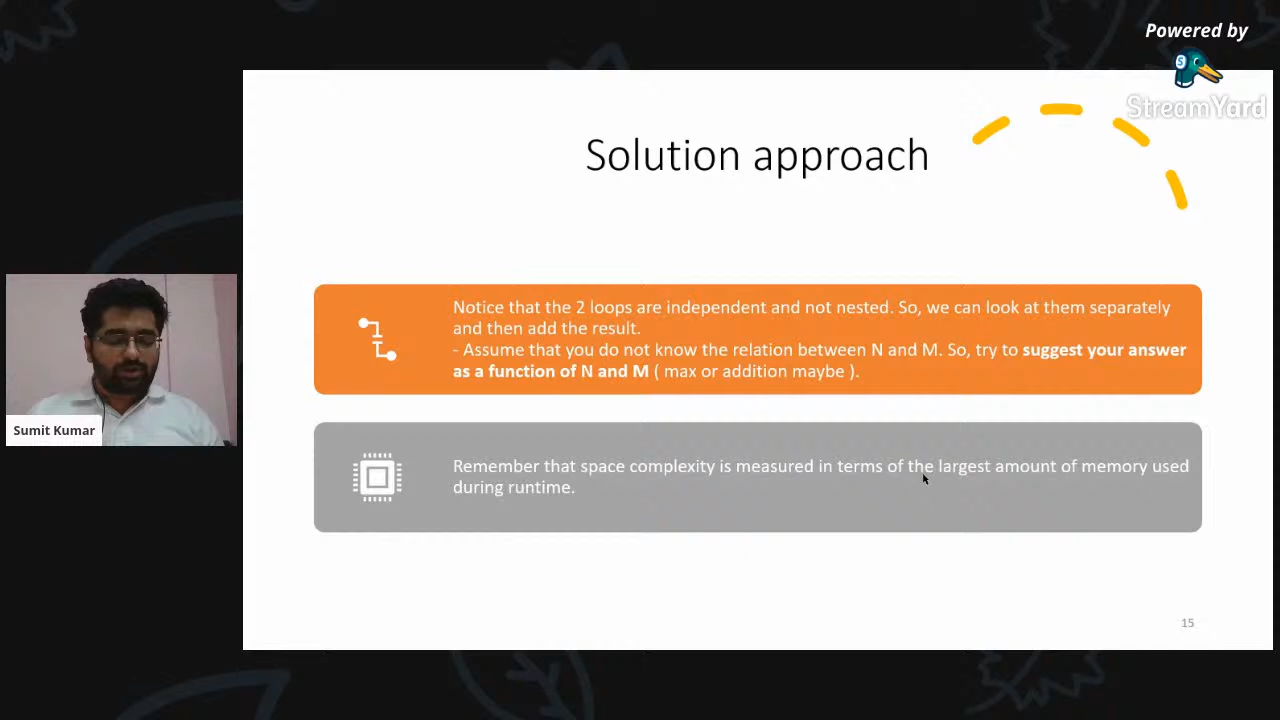 Powered by
StreamYard
Solution approach
Notice that the 2 loops are independent and not nested. So, we can look at them separately
and then add the result.
- Assume that you do not know the relation between N and M. So, try to suggest your answer
as a function of N and M ( max or addition maybe ).
Sumit Kumar
Remember that space complexity is measured in terms of the largest amount of memory used
during runtime.
15